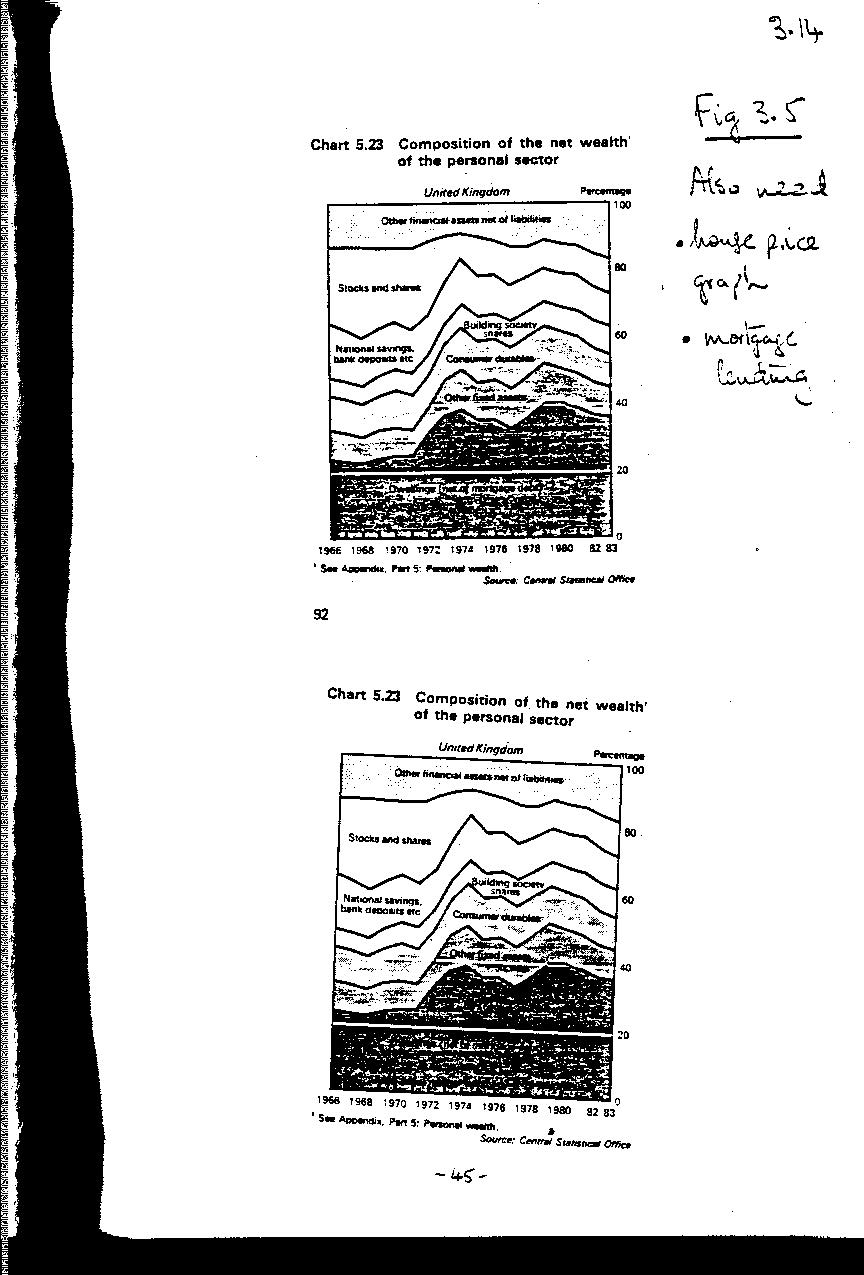 3.14
Fig 3.5
Also need
• house price
graph
• mortgage
lending
Chart 5.23 Composition of the net wealth¹
of the personal sector
United Kingdom
Percentage
100
Other financial assets net of liabilities
80
Stocks and shares
Building society
shares
60
National savings,
bank deposits etc
Consumer durables
Other fixed assets
40
20
Dwellings (net of mortgage debt)
0
1966 1968 1970 1972 1974 1976 1978 1980 82 83
¹ See Appendix, Part 5: Personal wealth.
Source: Central Statistical Office
92
Chart 5.23 Composition of the net wealth¹
of the personal sector
United Kingdom
Percentage
100
Other financial assets net of liabilities
80
Stocks and shares
Building society
shares
60
National savings,
bank deposits etc
Consumer durables
Other fixed assets
40
20
0
1966 1968 1970 1972 1974 1976 1978 1980 82 83
¹ See Appendix, Part 5: Personal wealth.
Source: Central Statistical Office
-45-